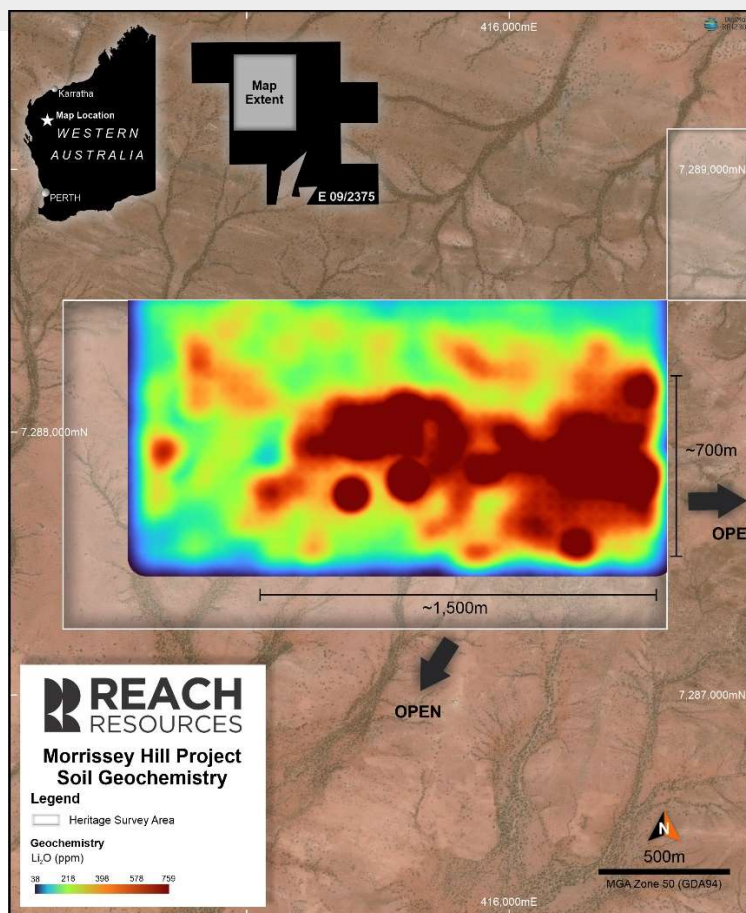 416,000mE
Karratha
Map Location
WESTERN
AUSTRALIA
PERTH
Map
Extent
E 09/2375
7,289,000mN
7,288,000mN
~700m
OPE
~1,500m
OPEN
7,287,000mN
REACH
RESOURCES
Morrissey Hill Project
Soil Geochemistry
Legend
Heritage Survey Area
Geochemistry
Li₂O (ppm)
38 218 398 578 759
N
500m
MGA Zone 50 (GDA94)
416,000mE